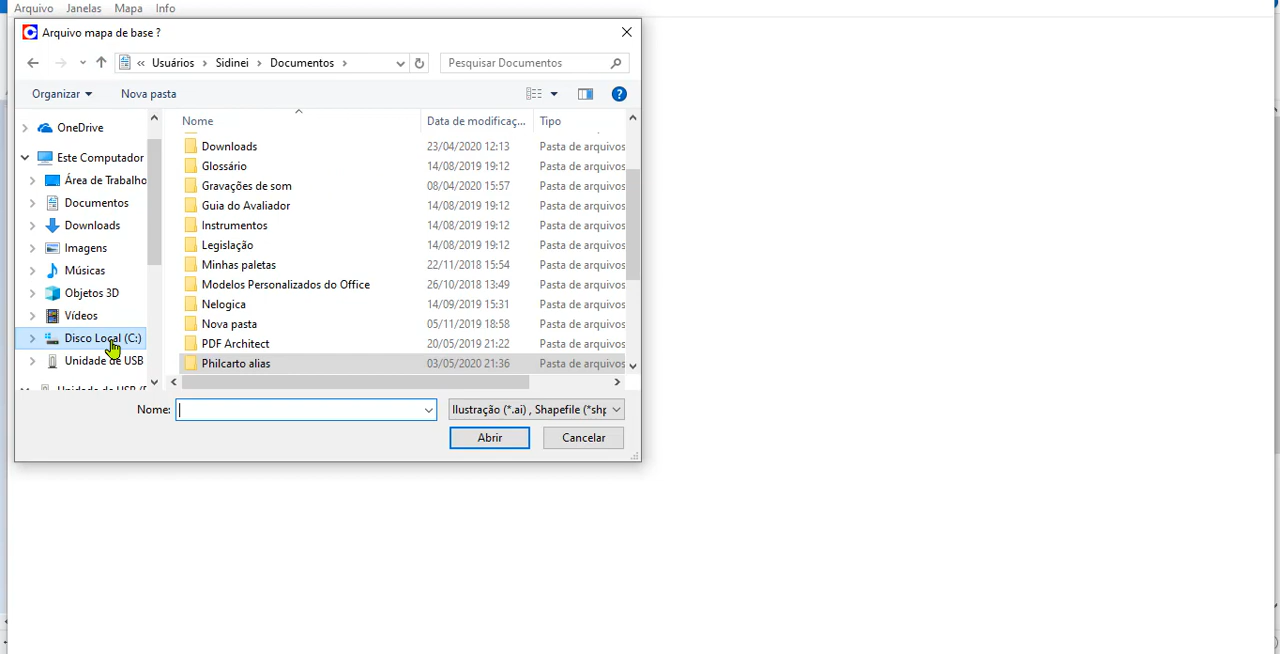 Arquivo Janelas Mapa Info
Arquivo mapa de base ?
« Usuários > Sidinei > Documentos >
Pesquisar Documentos
Organizar Nova pasta
Nome Data de modificaç... Tipo
OneDrive
Este Computador
Área de Trabalho
Documentos
Downloads
Imagens
Músicas
Objetos 3D
Vídeos
Disco Local (C:)
Unidade de USB
Downloads 23/04/2020 12:13 Pasta de arquivos
Glossário 14/08/2019 19:12 Pasta de arquivos
Gravações de som 08/04/2020 15:57 Pasta de arquivos
Guia do Avaliador 14/08/2019 19:12 Pasta de arquivos
Instrumentos 14/08/2019 19:12 Pasta de arquivos
Legislação 14/08/2019 19:12 Pasta de arquivos
Minhas paletas 22/11/2018 15:54 Pasta de arquivos
Modelos Personalizados do Office 26/10/2018 13:49 Pasta de arquivos
Nelogica 14/09/2019 15:31 Pasta de arquivos
Nova pasta 05/11/2019 18:58 Pasta de arquivos
PDF Architect 20/05/2019 21:22 Pasta de arquivos
Philcarto alias 03/05/2020 21:36 Pasta de arquivos
Nome:
Ilustração (*.ai) , Shapefile (*shp
Abrir Cancelar